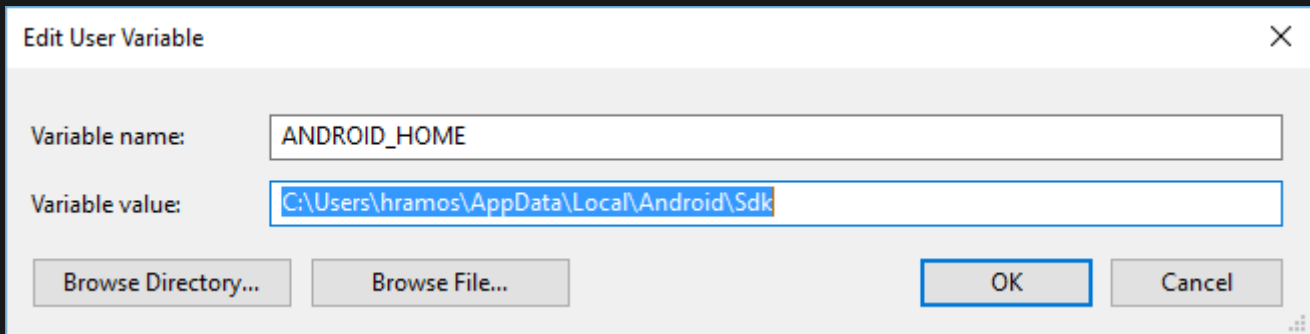 Edit User Variable
Variable name: ANDROID_HOME
Variable value: C:\Users\hramos\AppData\Local\Android\Sdk
Browse Directory... Browse File... OK Cancel